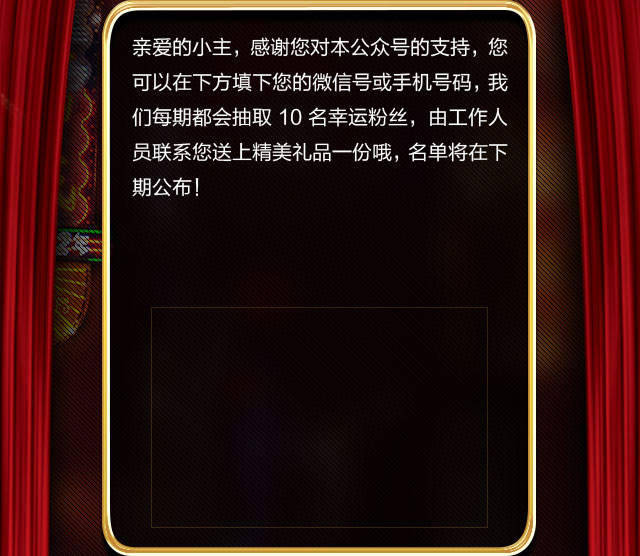 亲爱的小主，感谢您对本公众号的支持，您
可以在下方填下您的微信号或手机号码，我
们每期都会抽取 10 名幸运粉丝，由工作人
员联系您送上精美礼品一份哦，名单将在下
期公布！